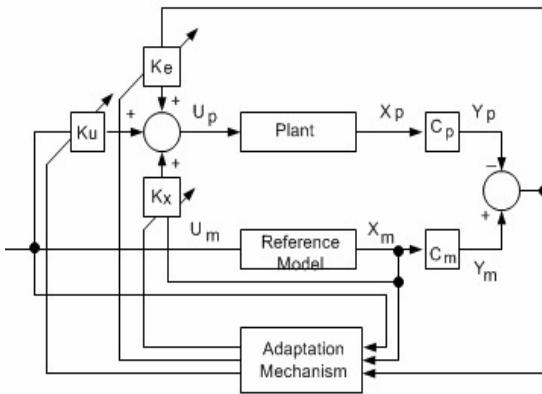 Ke
+
Ku
+
Up
Plant
Xp
Cp
Yp
−
+
Kx
+
Um
Reference
Model
Xm
Cm
Ym
Adaptation
Mechanism